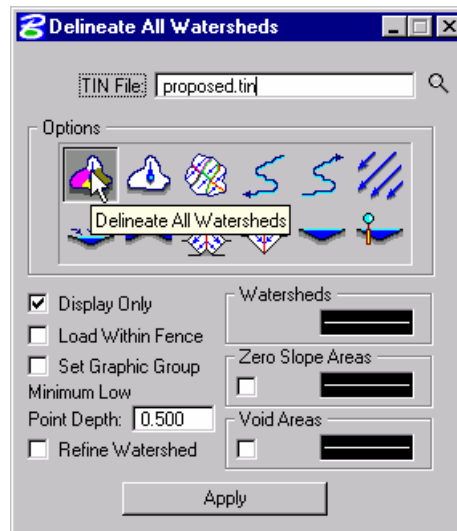 Delineate All Watersheds
TIN File: proposed.tin
Options
Delineate All Watersheds
Display Only
Watersheds
Load Within Fence
Set Graphic Group
Zero Slope Areas
Minimum Low
Point Depth: 0.500
Void Areas
Refine Watershed
Apply